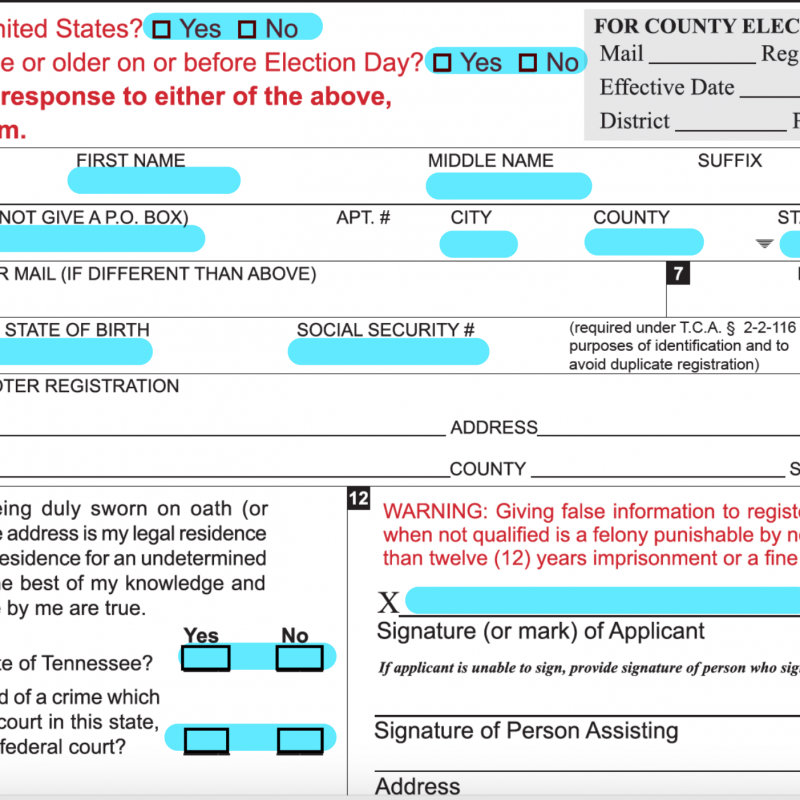 nited States? Yes No
e or older on or before Election Day? Yes No
response to either of the above,
m.
FOR COUNTY ELEC
Mail Reg
Effective Date
District
FIRST NAME MIDDLE NAME SUFFIX
NOT GIVE A P.O. BOX) APT. # CITY COUNTY STA
R MAIL (IF DIFFERENT THAN ABOVE) 7
STATE OF BIRTH SOCIAL SECURITY #
(required under T.C.A. § 2-2-116
purposes of identification and to
avoid duplicate registration)
OTER REGISTRATION
ADDRESS
COUNTY S
eing duly sworn on oath (or
e address is my legal residence
esidence for an undetermined
he best of my knowledge and
e by me are true.
Yes No
te of Tennessee?
d of a crime which
court in this state,
federal court?
12
WARNING: Giving false information to registe
when not qualified is a felony punishable by no
than twelve (12) years imprisonment or a fine
X
Signature (or mark) of Applicant
If applicant is unable to sign, provide signature of person who sig
Signature of Person Assisting
Address